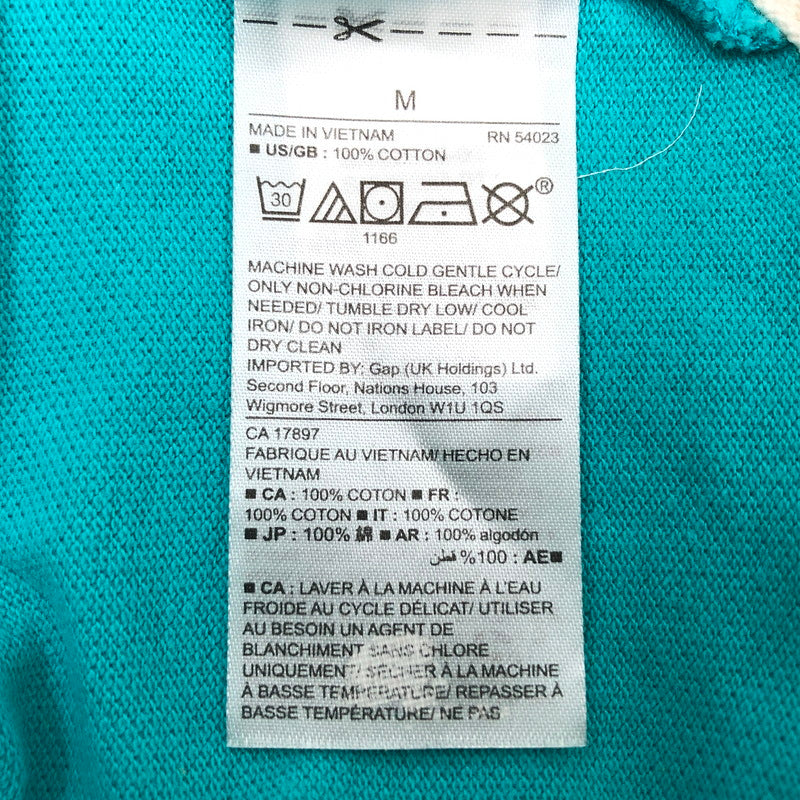 M
MADE IN VIETNAM RN 54023
■ US/GB : 100% COTTON
30 ®
1166
MACHINE WASH COLD GENTLE CYCLE/
ONLY NON-CHLORINE BLEACH WHEN
NEEDED/ TUMBLE DRY LOW/ COOL
IRON/ DO NOT IRON LABEL/ DO NOT
DRY CLEAN
IMPORTED BY: Gap (UK Holdings) Ltd.
Second Floor, Nations House, 103
Wigmore Street, London W1U 1QS
CA 17897
FABRIQUE AU VIETNAM/ HECHO EN
VIETNAM
■ CA : 100% COTON ■ FR :
100% COTON ■ IT : 100% COTONE
■ JP : 100% 綿 ■ AR : 100% algodón
■AE : 100% قطن
■ CA : LAVER À LA MACHINE À L'EAU
FROIDE AU CYCLE DÉLICAT/ UTILISER
AU BESOIN UN AGENT DE
BLANCHIMENT SANS CHLORE
UNIQUEMENT/ SÉCHER À LA MACHINE
À BASSE TEMPÉRATURE/ REPASSER À
BASSE TEMPÉRATURE/ NE PAS